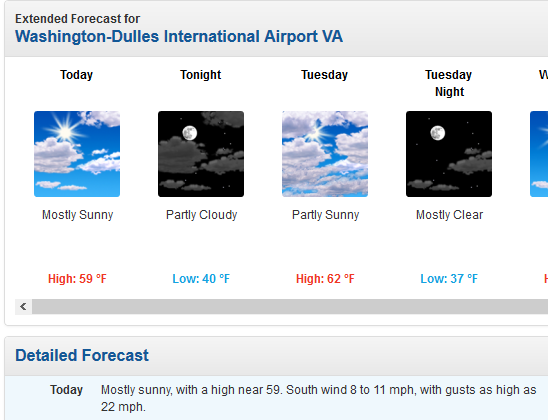 Extended Forecast for
Washington-Dulles International Airport VA
Today
Tonight
Tuesday
Tuesday
Night
W
Mostly Sunny
Partly Cloudy
Partly Sunny
Mostly Clear
High: 59 °F
Low: 40 °F
High: 62 °F
Low: 37 °F
H
Detailed Forecast
Today
Mostly sunny, with a high near 59. South wind 8 to 11 mph, with gusts as high as
22 mph.